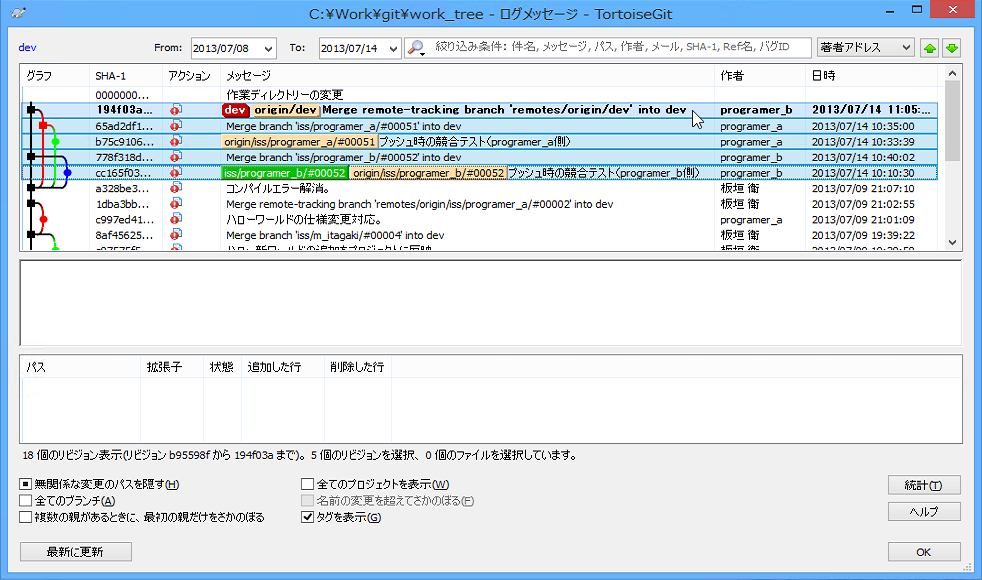 C:¥Work¥git¥work_tree - ログメッセージ - TortoiseGit
dev From: 2013/07/08 To: 2013/07/14 絞り込み条件: 件名, メッセージ, パス, 作者, メール, SHA-1, Ref名, バグID 著者アドレス
グラフ SHA-1 アクション メッセージ 作者 日時
0000000... 作業ディレクトリーの変更
194f03a... dev origin/dev Merge remote-tracking branch 'remotes/origin/dev' into dev programer_b 2013/07/14 11:05:...
65ad2df1... Merge branch 'iss/programer_a/#00051' into dev programer_a 2013/07/14 10:35:00
b75c9106... origin/iss/programer_a/#00051 プッシュ時の競合テスト(programer_a側) programer_a 2013/07/14 10:33:39
778f318d... Merge branch 'iss/programer_b/#00052' into dev programer_b 2013/07/14 10:40:02
cc165f03... iss/programer_b/#00052 origin/iss/programer_b/#00052 プッシュ時の競合テスト(programer_b側) programer_b 2013/07/14 10:10:30
a328be3... コンパイルエラー解消。 板垣 衛 2013/07/09 21:07:10
1dba3bb... Merge remote-tracking branch 'remotes/origin/iss/programer_a/#00002' into dev 板垣 衛 2013/07/09 21:02:55
c997ed41... ハローワールドの仕様変更対応。 programer_a 2013/07/09 21:01:09
8af45625... Merge branch 'iss/m_itagaki/#00004' into dev 板垣 衛 2013/07/09 19:39:22
パス 拡張子 状態 追加した行 削除した行
18 個のリビジョン表示(リビジョン b95598f から 194f03a まで)。5 個のリビジョンを選択、0 個のファイルを選択しています。
無関係な変更のパスを隠す(H) 全てのプロジェクトを表示(W) 統計(T)
全てのブランチ(A) 名前の変更を超えてさかのぼる(F)
複数の親があるときに、最初の親だけをさかのぼる タグを表示(G) ヘルプ
最新に更新 OK